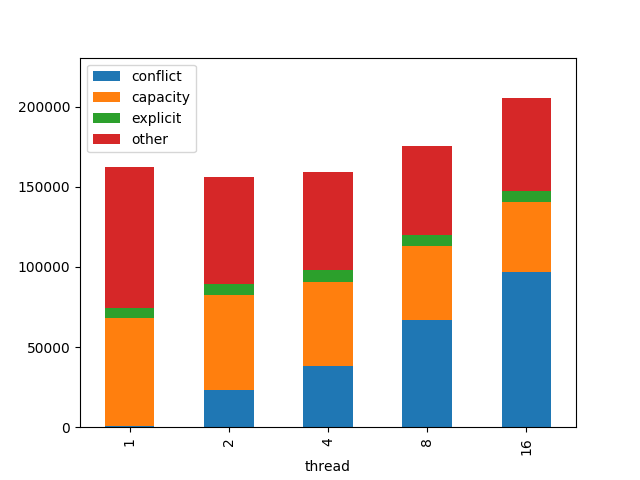 conflict
capacity
explicit
other
200000
150000
100000
50000
0
1
2
4
8
16
thread